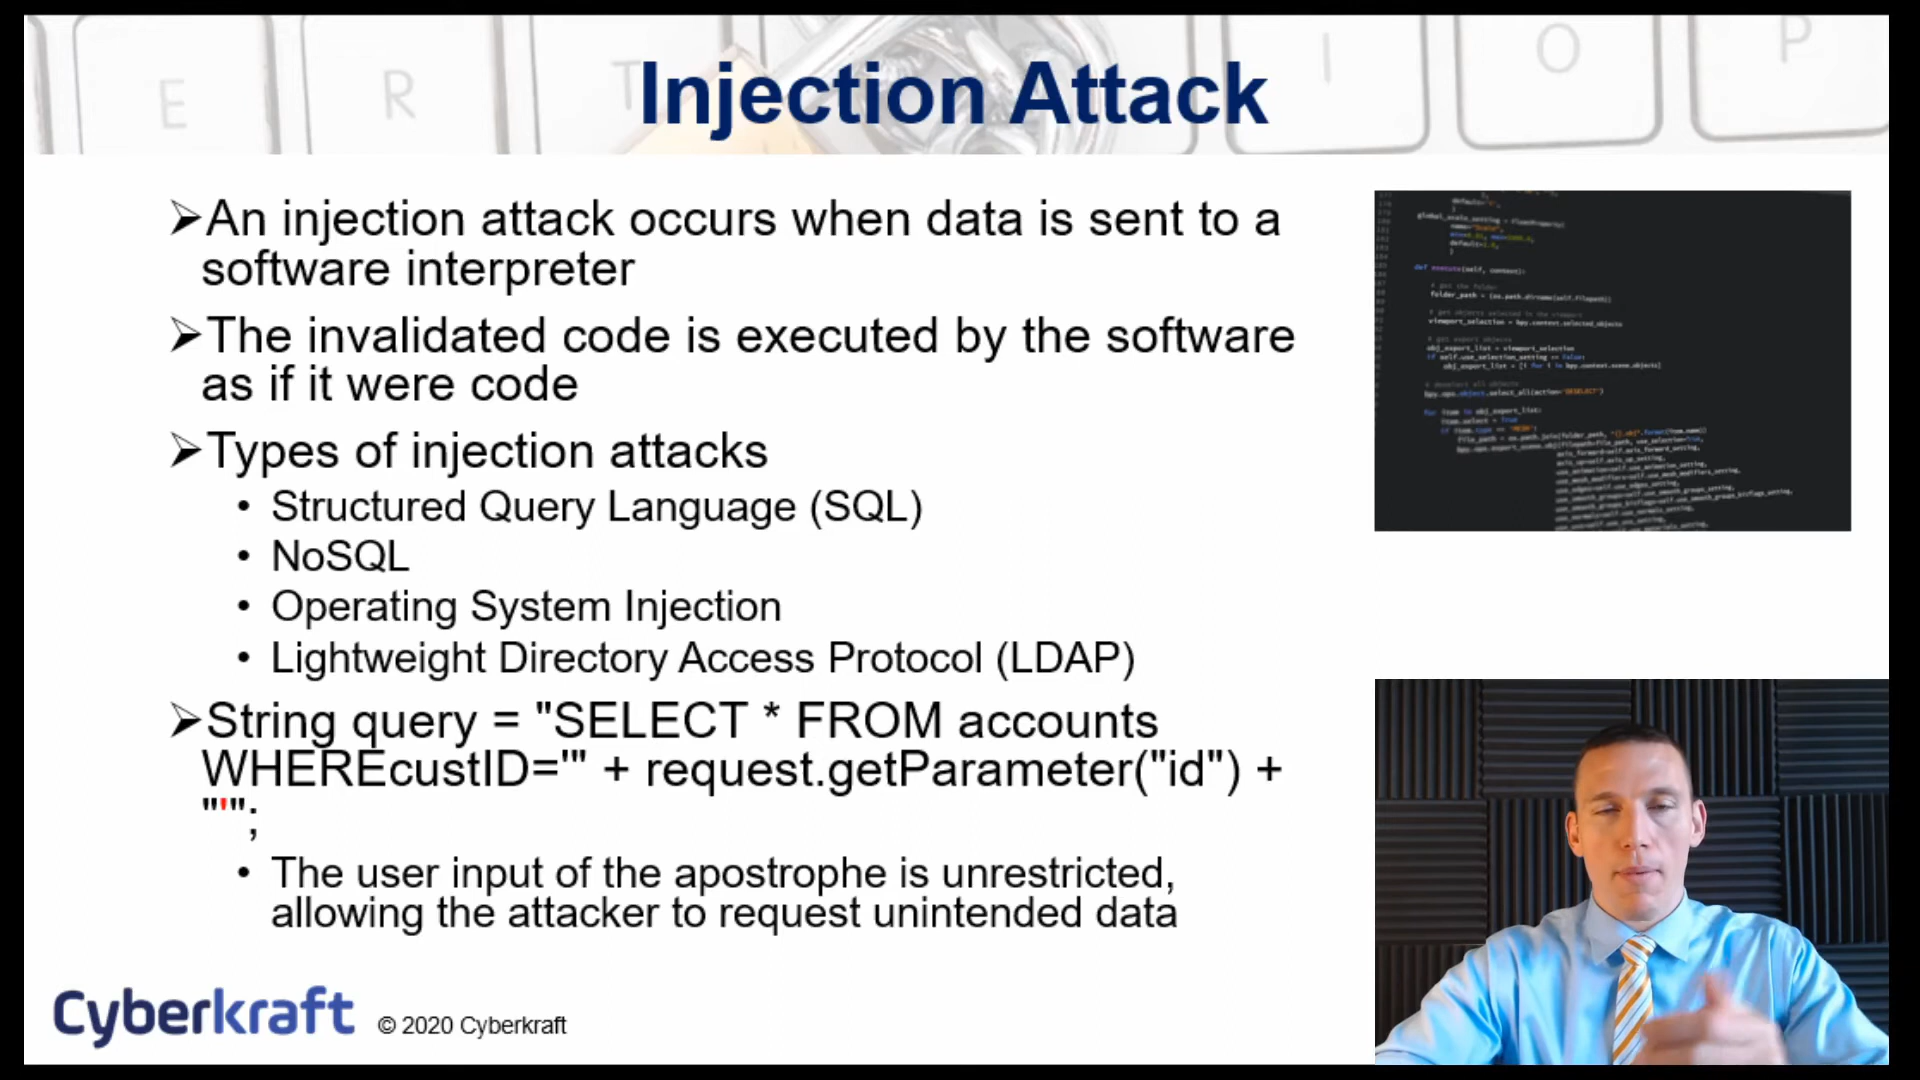 E R T I O P
Injection Attack
➢An injection attack occurs when data is sent to a
software interpreter
➢The invalidated code is executed by the software
as if it were code
➢Types of injection attacks
• Structured Query Language (SQL)
• NoSQL
• Operating System Injection
• Lightweight Directory Access Protocol (LDAP)
➢String query = "SELECT * FROM accounts
WHEREcustID='" + request.getParameter("id") +
"'";
• The user input of the apostrophe is unrestricted,
allowing the attacker to request unintended data
Cyberkraft © 2020 Cyberkraft